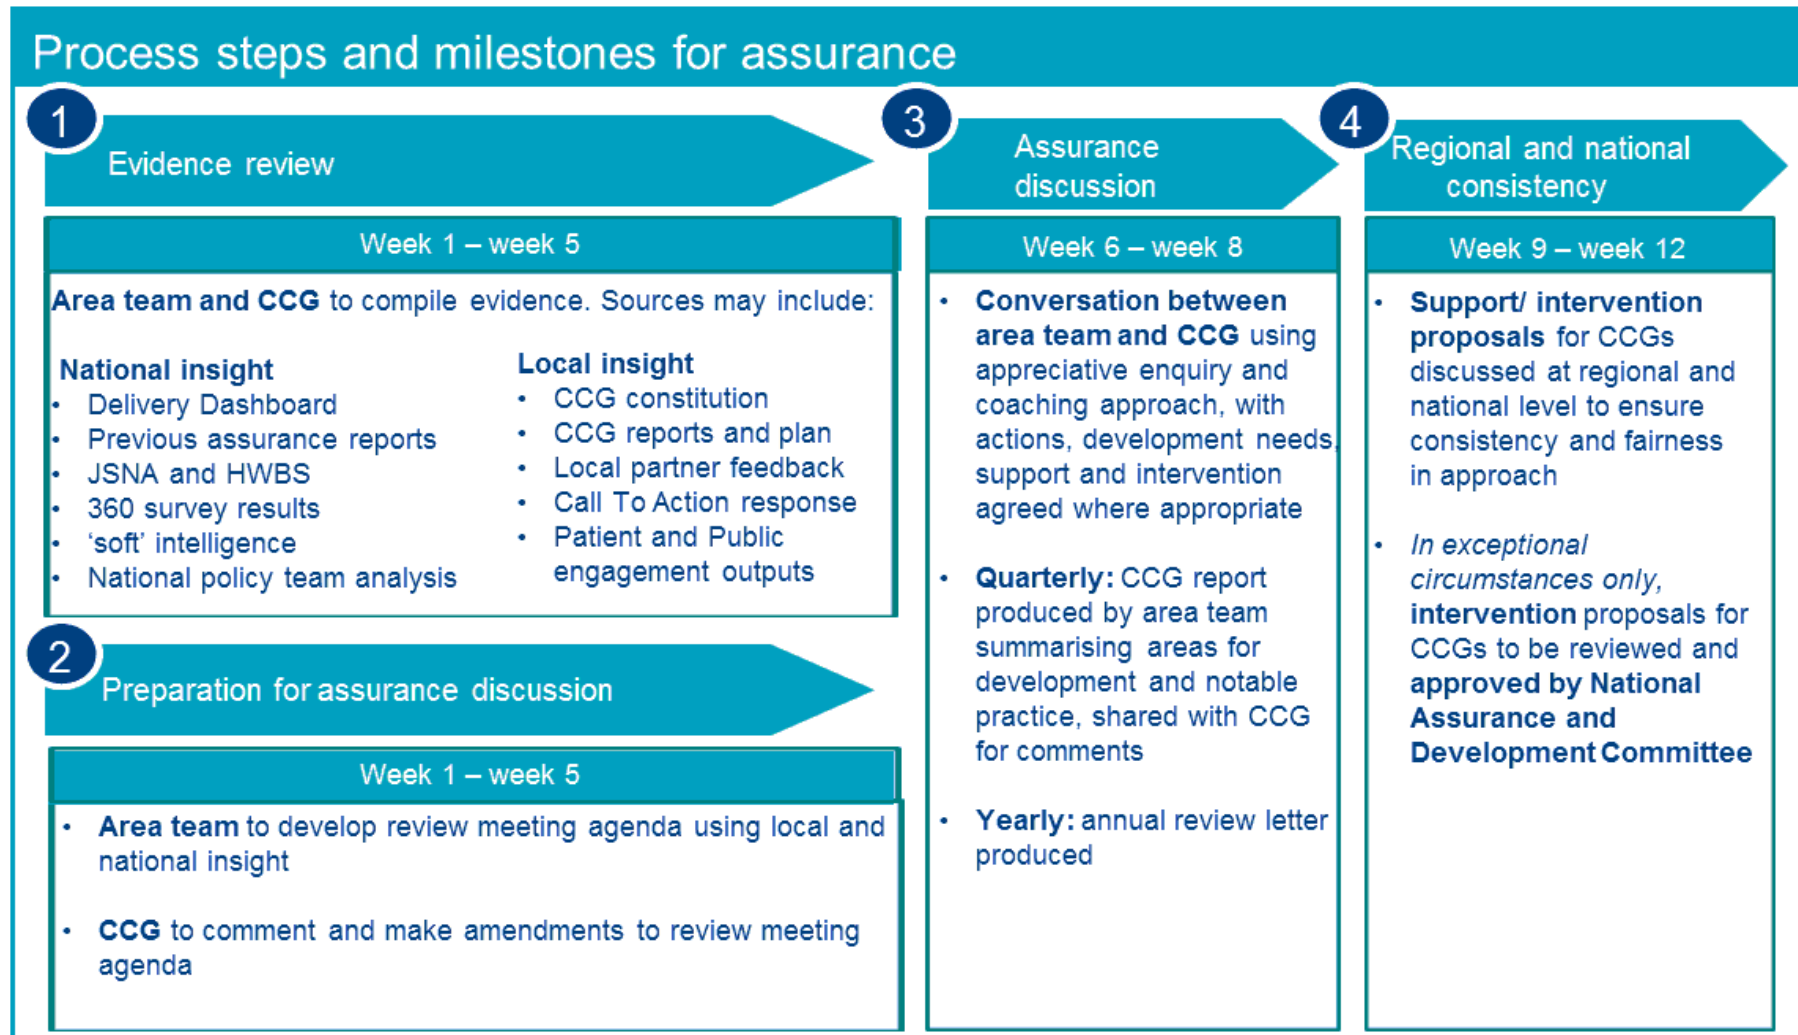 Process steps and milestones for assurance
1
Evidence review
Week 1 – week 5
Area team and CCG to compile evidence. Sources may include:
National insight
• Delivery Dashboard
• Previous assurance reports
• JSNA and HWBS
• 360 survey results
• ‘soft’ intelligence
• National policy team analysis
Local insight
• CCG constitution
• CCG reports and plan
• Local partner feedback
• Call To Action response
• Patient and Public
engagement outputs
2
Preparation for assurance discussion
Week 1 – week 5
• Area team to develop review meeting agenda using local and
national insight
• CCG to comment and make amendments to review meeting
agenda
3
Assurance
discussion
Week 6 – week 8
• Conversation between
area team and CCG using
appreciative enquiry and
coaching approach, with
actions, development needs,
support and intervention
agreed where appropriate
• Quarterly: CCG report
produced by area team
summarising areas for
development and notable
practice, shared with CCG
for comments
• Yearly: annual review letter
produced
4
Regional and national
consistency
Week 9 – week 12
• Support/ intervention
proposals for CCGs
discussed at regional and
national level to ensure
consistency and fairness
in approach
• In exceptional
circumstances only,
intervention proposals for
CCGs to be reviewed and
approved by National
Assurance and
Development Committee